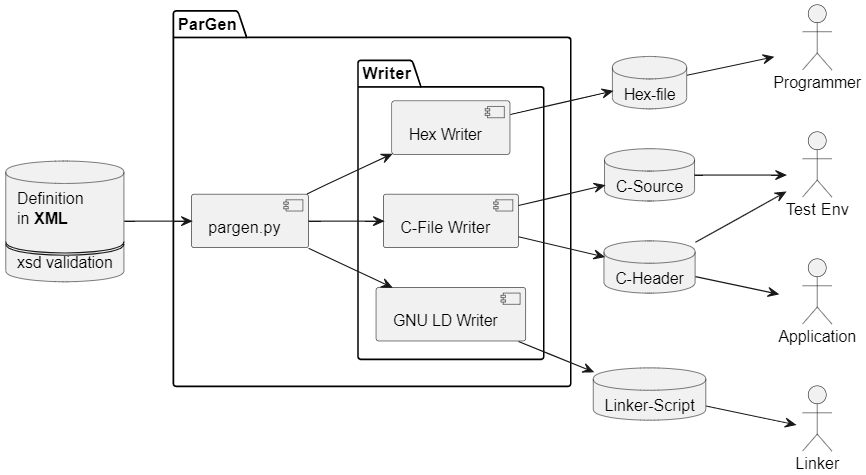 ParGen
Writer
Definition
in XML
xsd validation
pargen.py
Hex Writer
C-File Writer
GNU LD Writer
Hex-file
C-Source
C-Header
Linker-Script
Programmer
Test Env
Application
Linker